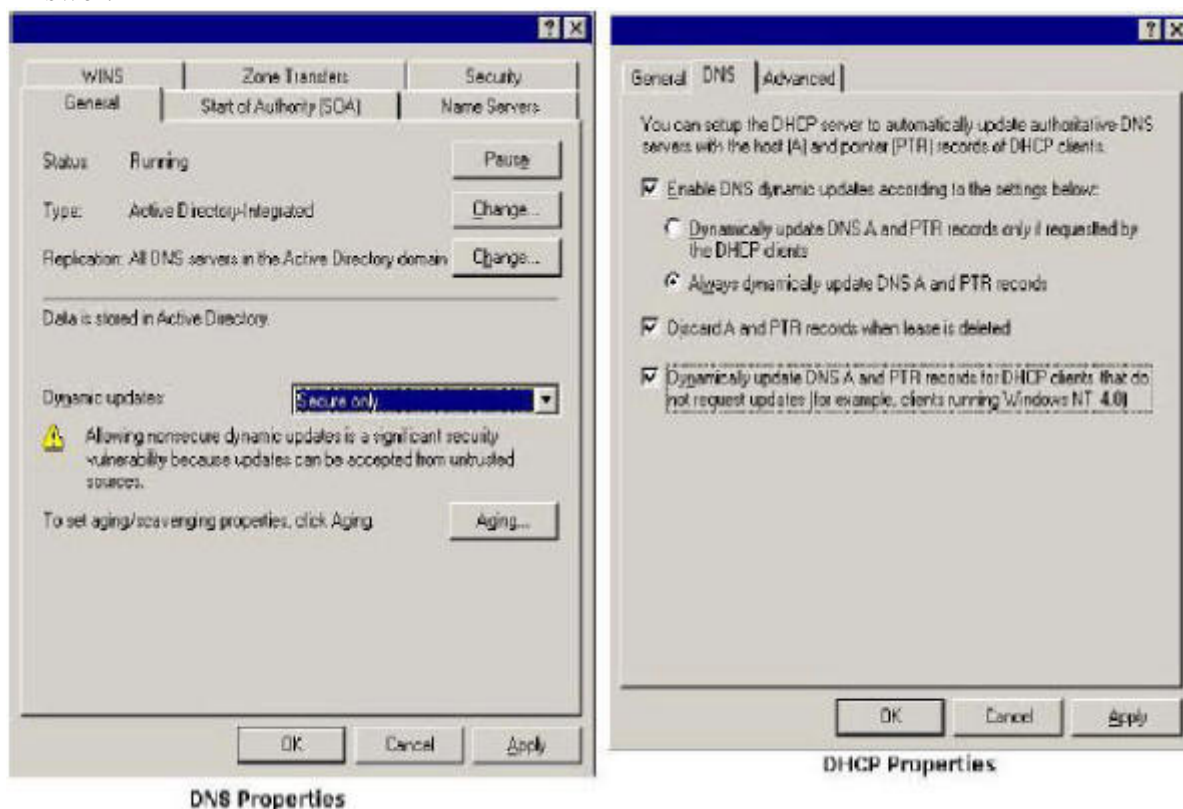 WINS
Zone Transfers
Security
General
Start of Authority (SOA)
Name Servers
Status:
Running
Pause
Type:
Active Directory-Integrated
Change...
Replication: All DNS servers in the Active Directory domain
Change...
Data is stored in Active Directory.
Dynamic updates:
Secure only
Allowing nonsecure dynamic updates is a significant security
vulnerability because updates can be accepted from untrusted
sources.
To set aging/scavenging properties, click Aging.
Aging...
OK
Cancel
Apply
DNS Properties
General
DNS
Advanced
You can setup the DHCP server to automatically update authoritative DNS
servers with the host (A) and pointer (PTR) records of DHCP clients.
Enable DNS dynamic updates according to the settings below:
Dynamically update DNS A and PTR records only if requested by
the DHCP clients
Always dynamically update DNS A and PTR records
Discard A and PTR records when lease is deleted
Dynamically update DNS A and PTR records for DHCP clients that do
not request updates (for example, clients running Windows NT 4.0)
OK
Cancel
Apply
DHCP Properties